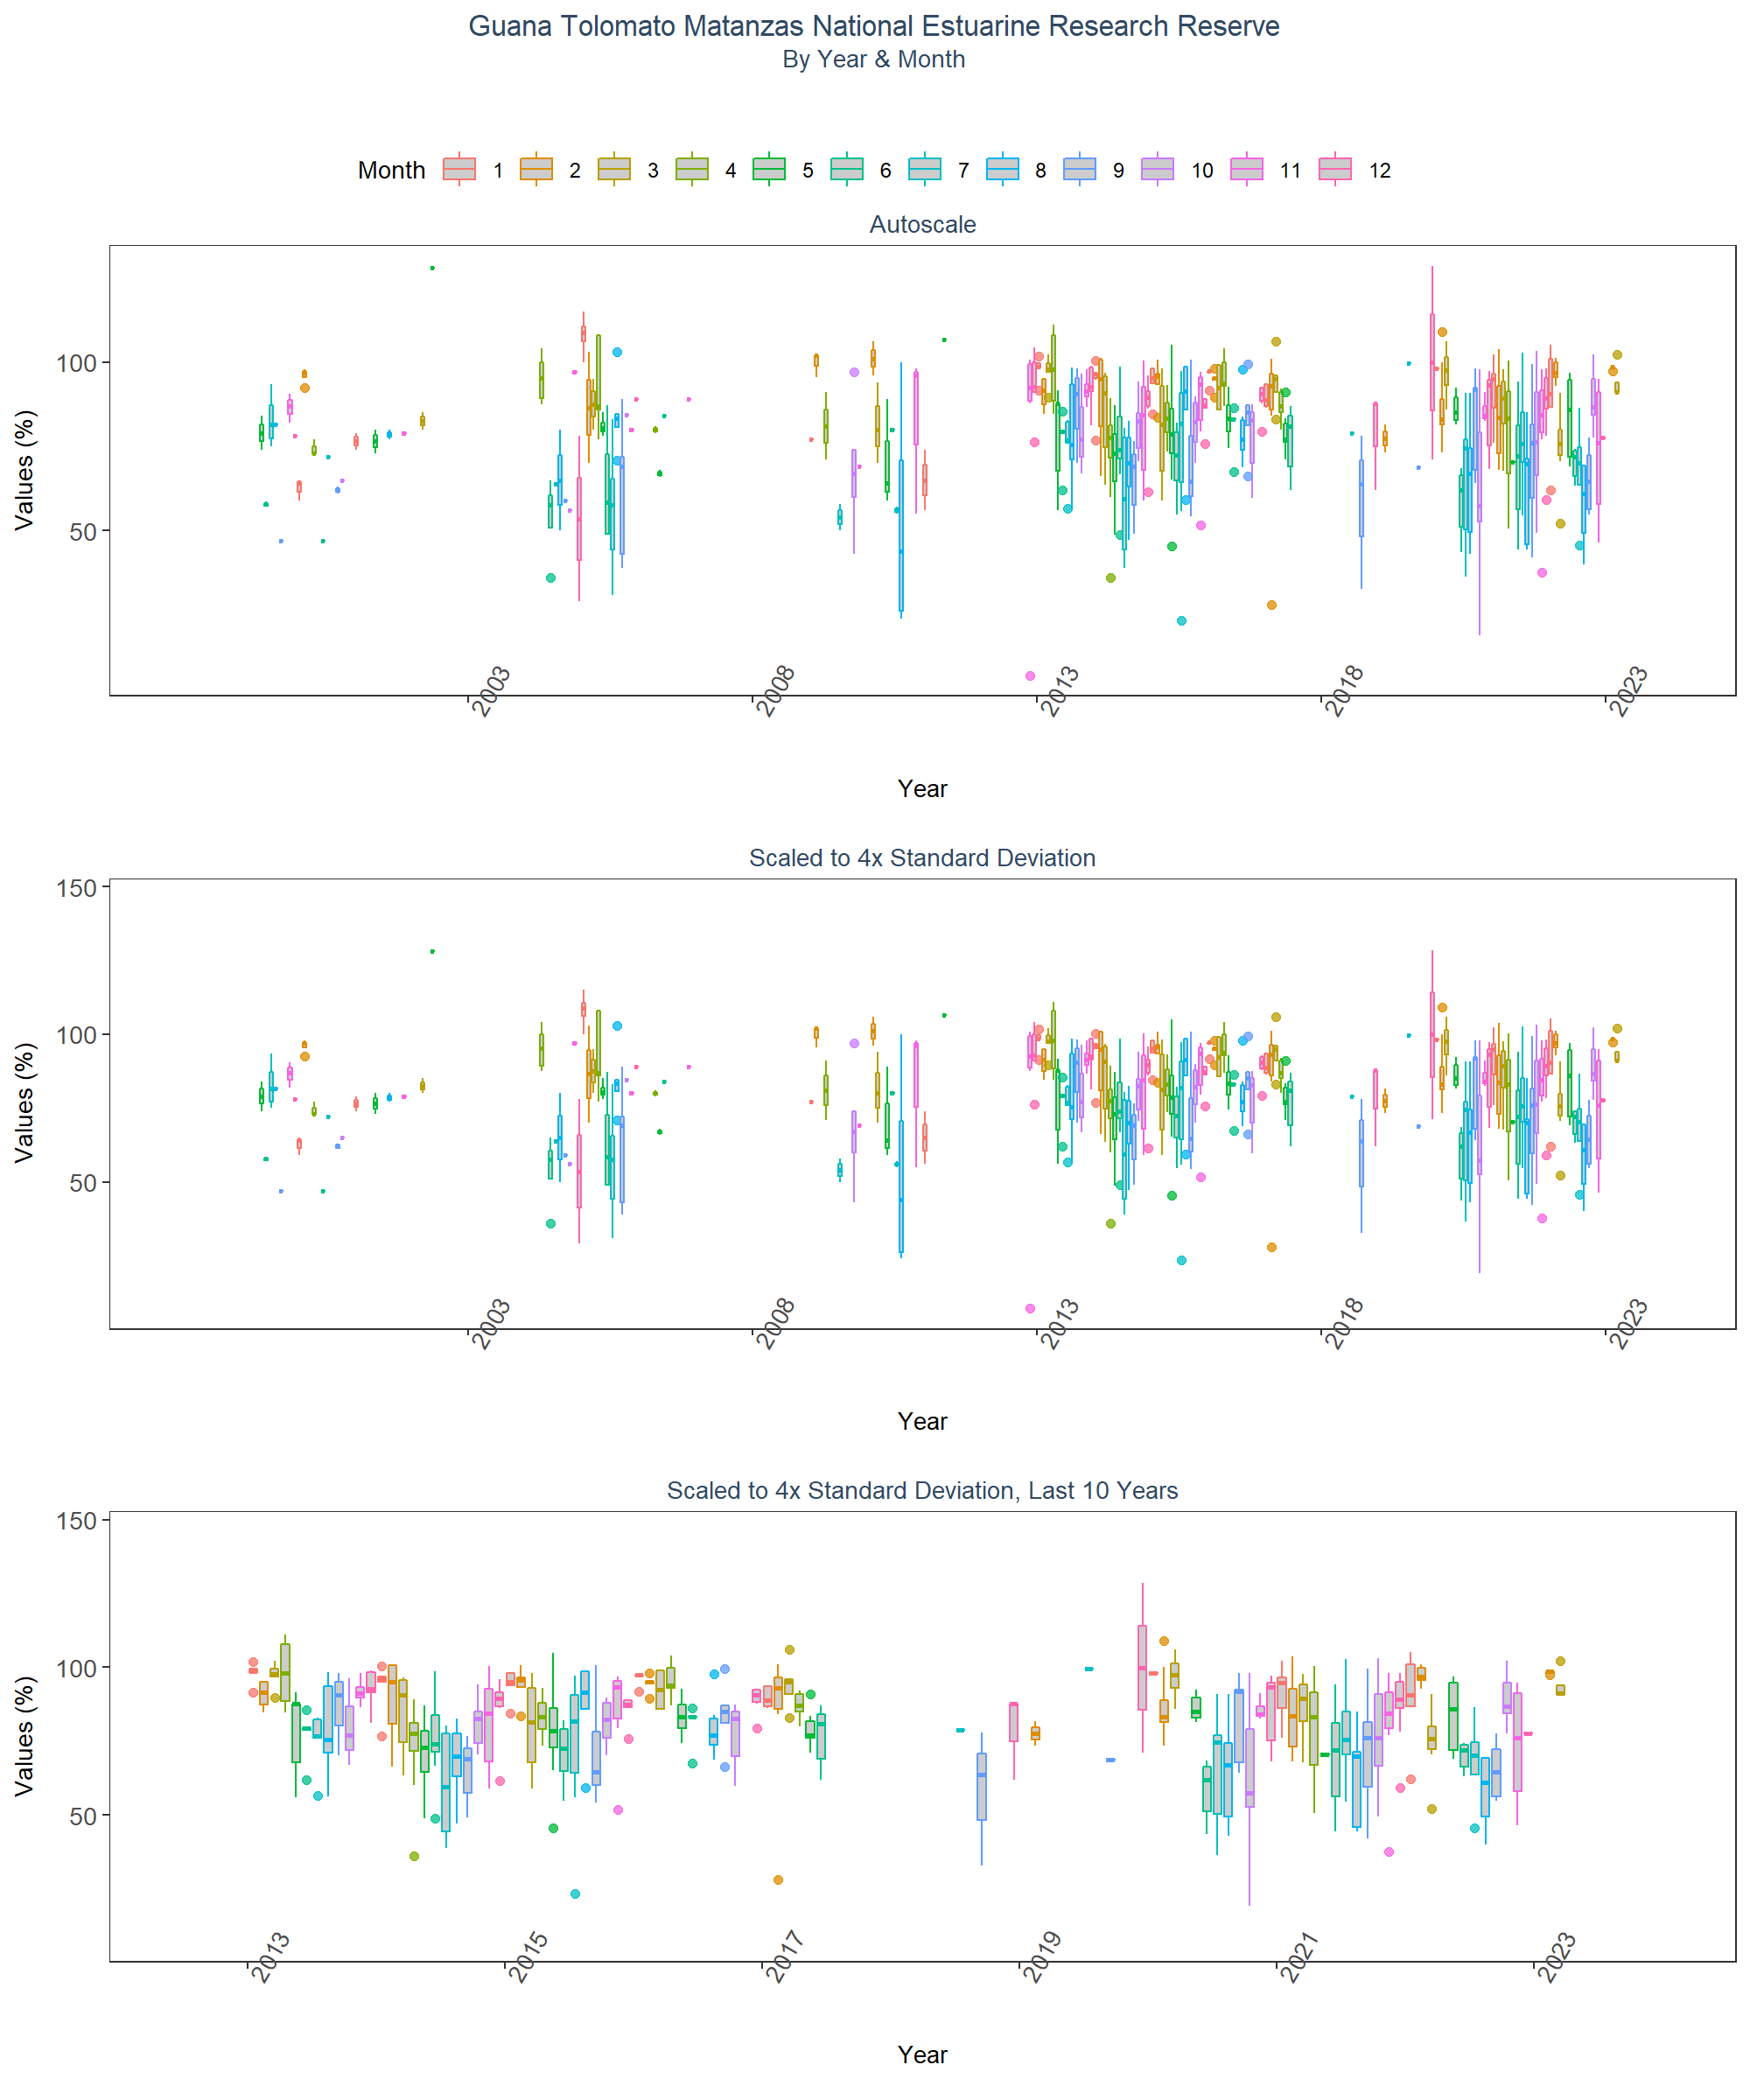 Guana Tolomato Matanzas National Estuarine Research Reserve
By Year & Month
Month 1 2 3 4 5 6 7 8 9 10 11 12
Autoscale
Values (%)
100
50
2003 2008 2013 2018 2023
Year
Scaled to 4x Standard Deviation
Values (%)
150
100
50
2003 2008 2013 2018 2023
Year
Scaled to 4x Standard Deviation, Last 10 Years
Values (%)
150
100
50
2013 2015 2017 2019 2021 2023
Year